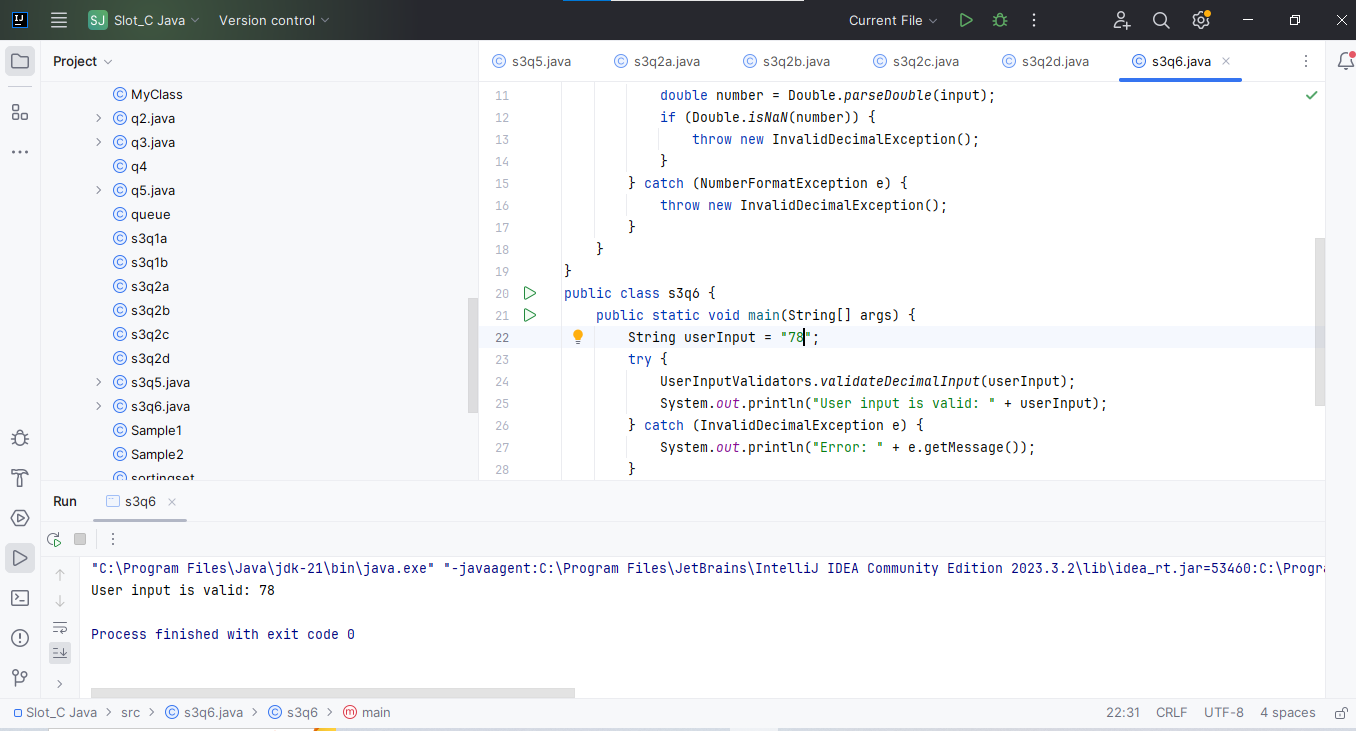 SJ Slot_C Java Version control Current File
Project
MyClass
q2.java
q3.java
q4
q5.java
queue
s3q1a
s3q1b
s3q2a
s3q2b
s3q2c
s3q2d
s3q5.java
s3q6.java
Sample1
Sample2
sortingset
s3q5.java s3q2a.java s3q2b.java s3q2c.java s3q2d.java s3q6.java
11 double number = Double.parseDouble(input);
12 if (Double.isNaN(number)) {
13 throw new InvalidDecimalException();
14 }
15 } catch (NumberFormatException e) {
16 throw new InvalidDecimalException();
17 }
18 }
19 }
20 public class s3q6 {
21 public static void main(String[] args) {
22 String userInput = "78";
23 try {
24 UserInputValidators.validateDecimalInput(userInput);
25 System.out.println("User input is valid: " + userInput);
26 } catch (InvalidDecimalException e) {
27 System.out.println("Error: " + e.getMessage());
28 }
Run s3q6
"C:\Program Files\Java\jdk-21\bin\java.exe" "-javaagent:C:\Program Files\JetBrains\IntelliJ IDEA Community Edition 2023.3.2\lib\idea_rt.jar=53460:C:\Progra
User input is valid: 78
Process finished with exit code 0
Slot_C Java > src > s3q6.java > s3q6 > main 22:31 CRLF UTF-8 4 spaces